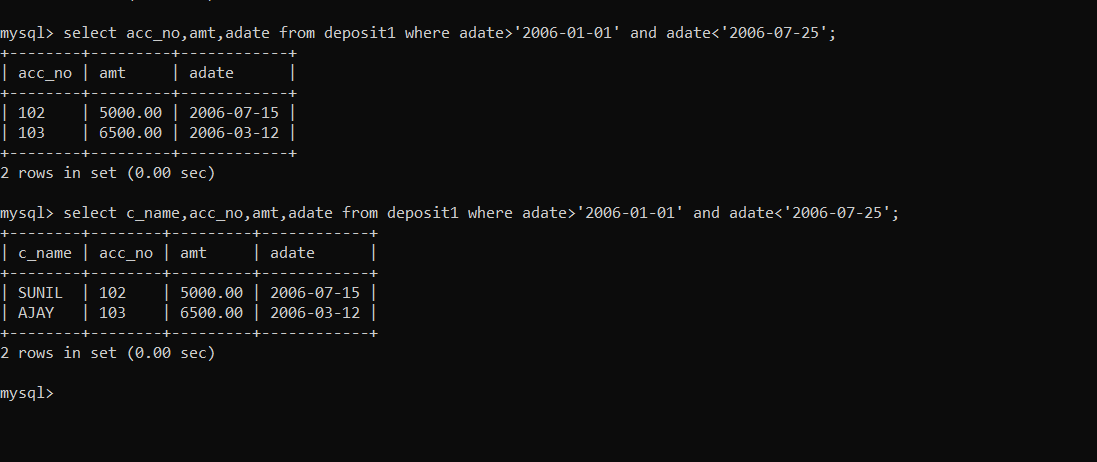 mysql> select acc_no,amt,adate from deposit1 where adate>'2006-01-01' and adate<'2006-07-25';
+--------+---------+------------+
| acc_no | amt     | adate      |
+--------+---------+------------+
| 102    | 5000.00 | 2006-07-15 |
| 103    | 6500.00 | 2006-03-12 |
+--------+---------+------------+
2 rows in set (0.00 sec)
mysql> select c_name,acc_no,amt,adate from deposit1 where adate>'2006-01-01' and adate<'2006-07-25';
+--------+--------+---------+------------+
| c_name | acc_no | amt     | adate      |
+--------+--------+---------+------------+
| SUNIL  | 102    | 5000.00 | 2006-07-15 |
| AJAY   | 103    | 6500.00 | 2006-03-12 |
+--------+--------+---------+------------+
2 rows in set (0.00 sec)
mysql>